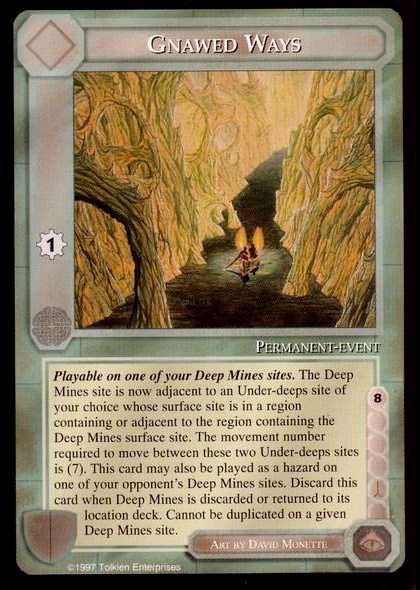 GNAWED WAYS
1
PERMANENT-EVENT
Playable on one of your Deep Mines sites. The Deep
Mines site is now adjacent to an Under-deeps site of
your choice whose surface site is in a region
containing or adjacent to the region containing the
Deep Mines surface site. The movement number
required to move between these two Under-deeps sites
is (7). This card may also be played as a hazard on
one of your opponent's Deep Mines sites. Discard this
card when Deep Mines is discarded or returned to its
location deck. Cannot be duplicated on a given
Deep Mines site.
8
ART BY DAVID MONETTE
©1997 Tolkien Enterprises